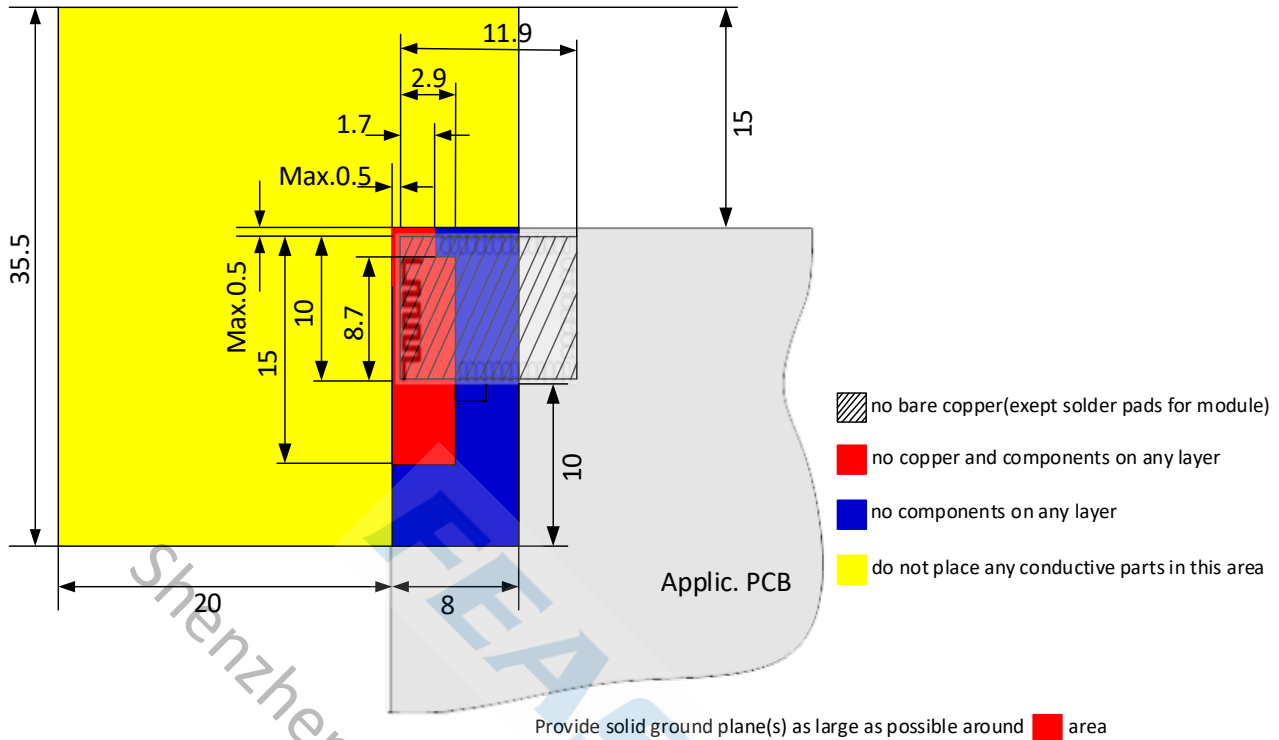 11.9
2.9
1.7
15
Max.0.5
35.5
Max.0.5
10
8.7
15
no bare copper(exept solder pads for module)
no copper and components on any layer
10
no components on any layer
do not place any conductive parts in this area
Applic. PCB
20
8
Shenzhe
FEAS
Provide solid ground plane(s) as large as possible around area